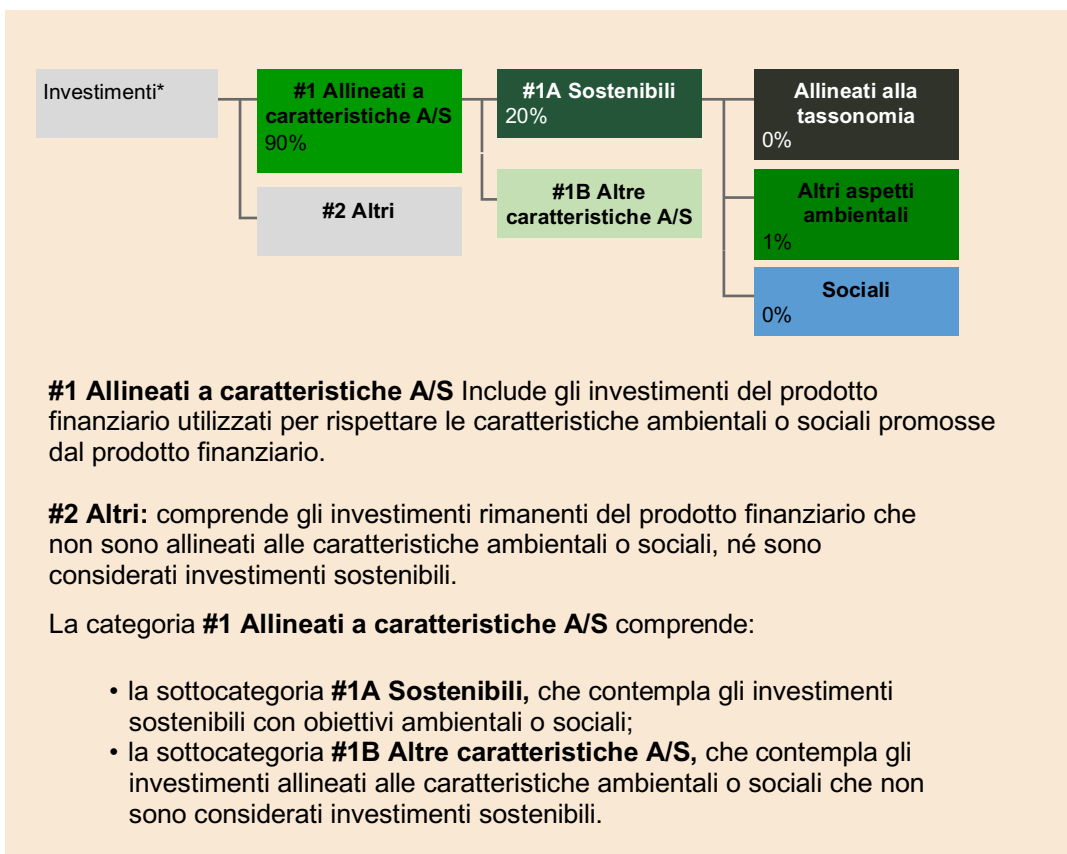 Investimenti*
#1 Allineati a
caratteristiche A/S
90%
#2 Altri
#1A Sostenibili
20%
#1B Altre
caratteristiche A/S
Allineati alla
tassonomia
0%
Altri aspetti
ambientali
1%
Sociali
0%
#1 Allineati a caratteristiche A/S Include gli investimenti del prodotto
finanziario utilizzati per rispettare le caratteristiche ambientali o sociali promosse
dal prodotto finanziario.
#2 Altri: comprende gli investimenti rimanenti del prodotto finanziario che
non sono allineati alle caratteristiche ambientali o sociali, né sono
considerati investimenti sostenibili.
La categoria #1 Allineati a caratteristiche A/S comprende:
• la sottocategoria #1A Sostenibili, che contempla gli investimenti
sostenibili con obiettivi ambientali o sociali;
• la sottocategoria #1B Altre caratteristiche A/S, che contempla gli
investimenti allineati alle caratteristiche ambientali o sociali che non
sono considerati investimenti sostenibili.